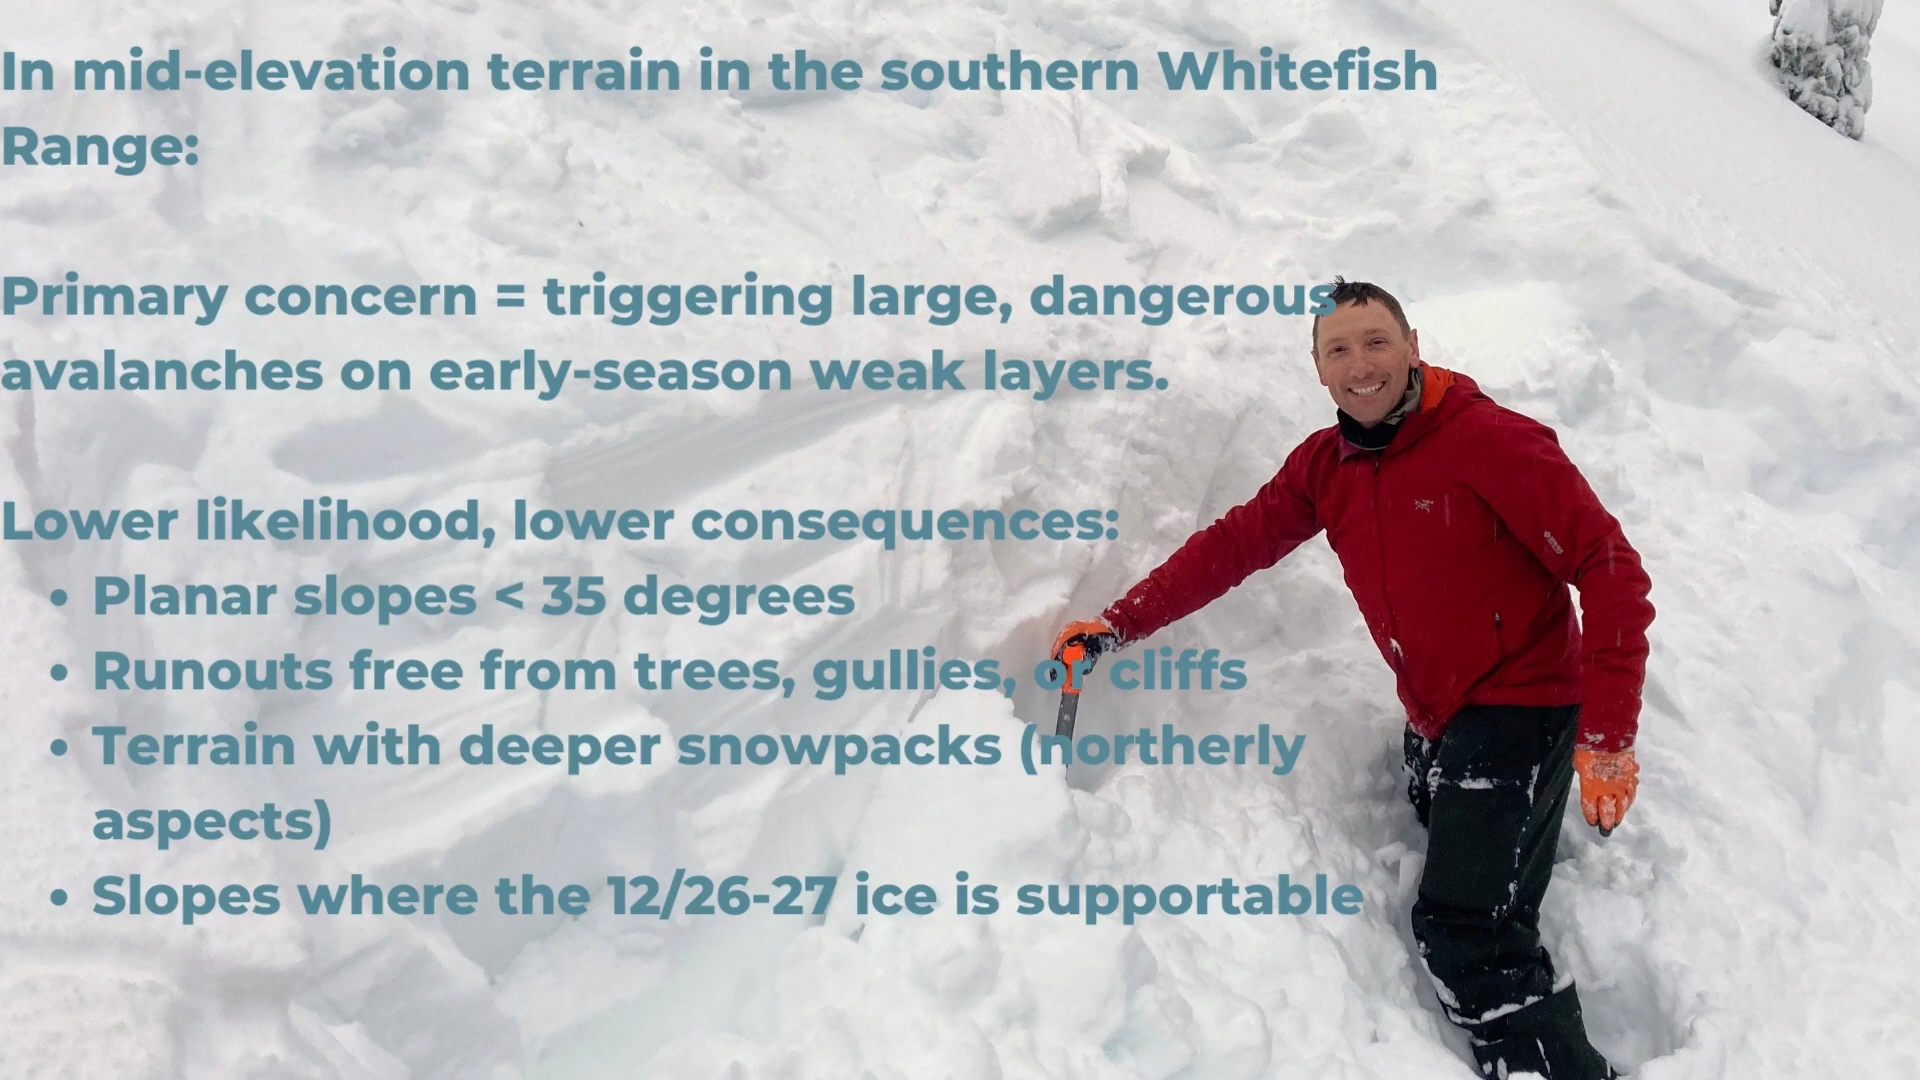 In mid-elevation terrain in the southern Whitefish
Range:
Primary concern = triggering large, dangerous
avalanches on early-season weak layers.
Lower likelihood, lower consequences:
• Planar slopes < 35 degrees
• Runouts free from trees, gullies, or cliffs
• Terrain with deeper snowpacks (northerly
aspects)
• Slopes where the 12/26-27 ice is supportable